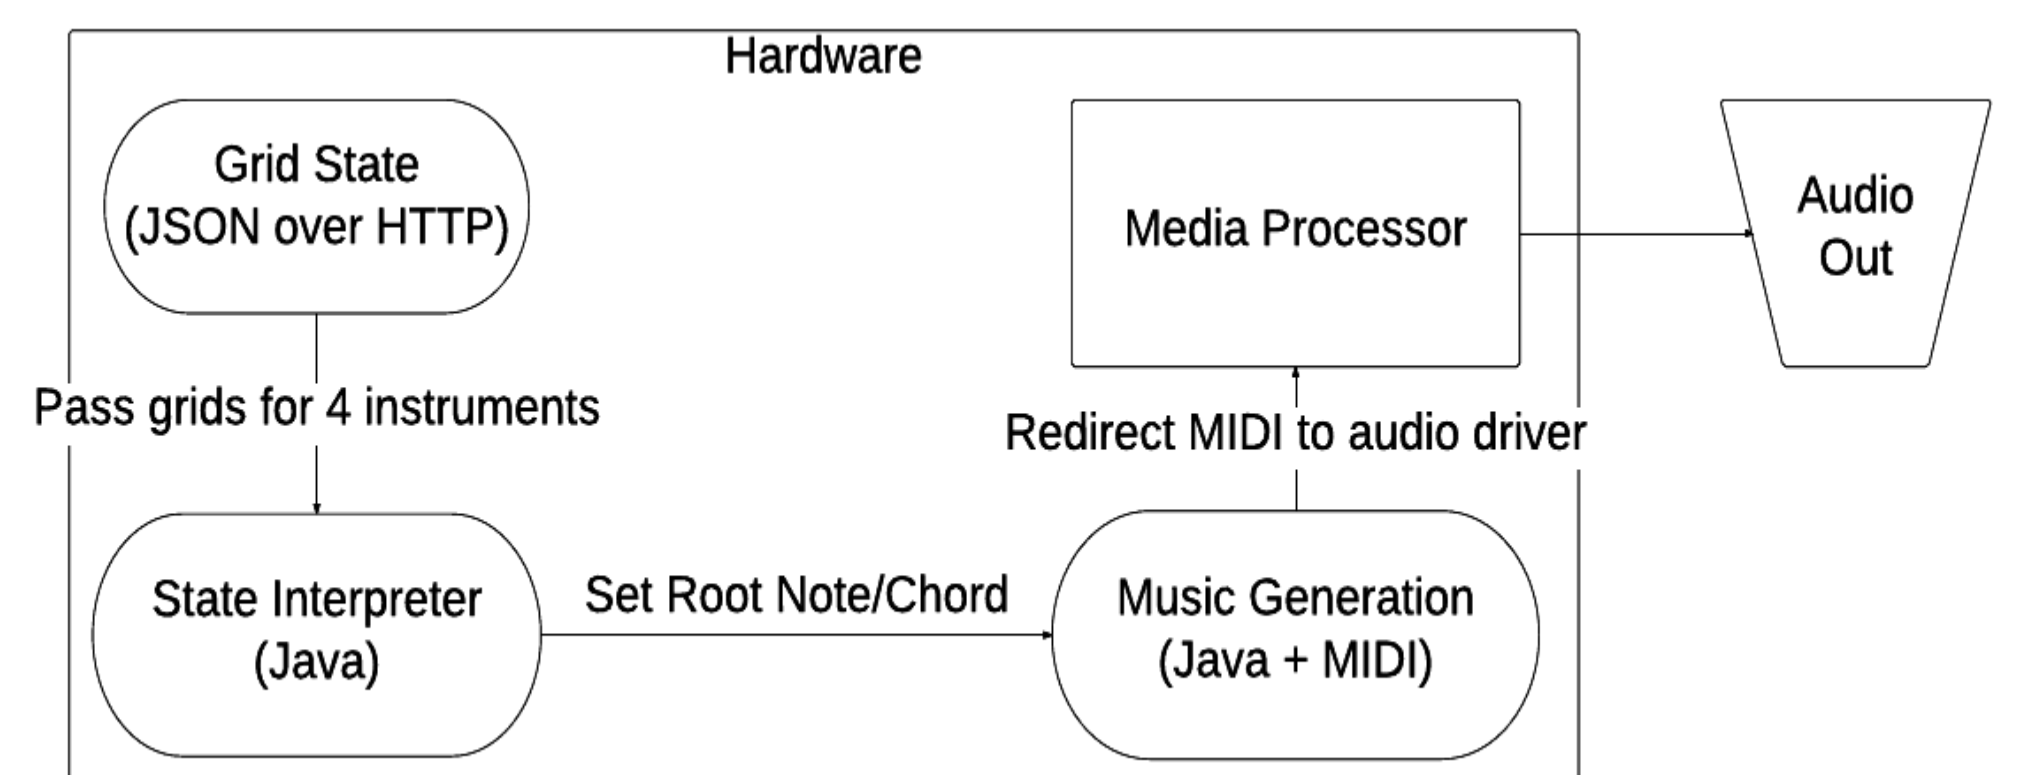 Hardware
Grid State
(JSON over HTTP)
Media Processor
Audio
Out
Pass grids for 4 instruments
Redirect MIDI to audio driver
State Interpreter
(Java)
Set Root Note/Chord
Music Generation
(Java + MIDI)